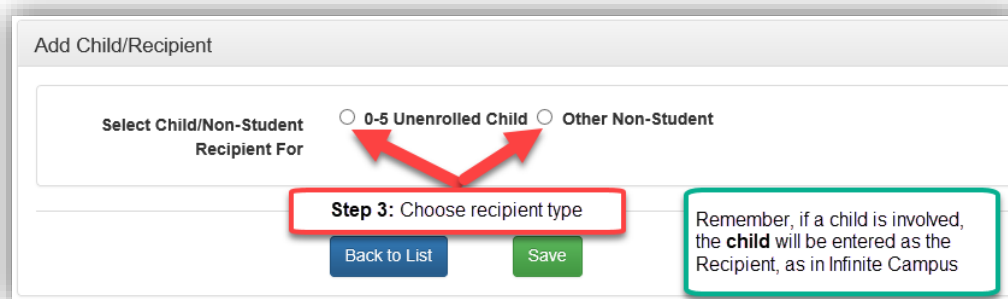 Add Child/Recipient
Select Child/Non-Student
Recipient For
0-5 Unenrolled Child Other Non-Student
Step 3: Choose recipient type
Back to List Save
Remember, if a child is involved,
the child will be entered as the
Recipient, as in Infinite Campus